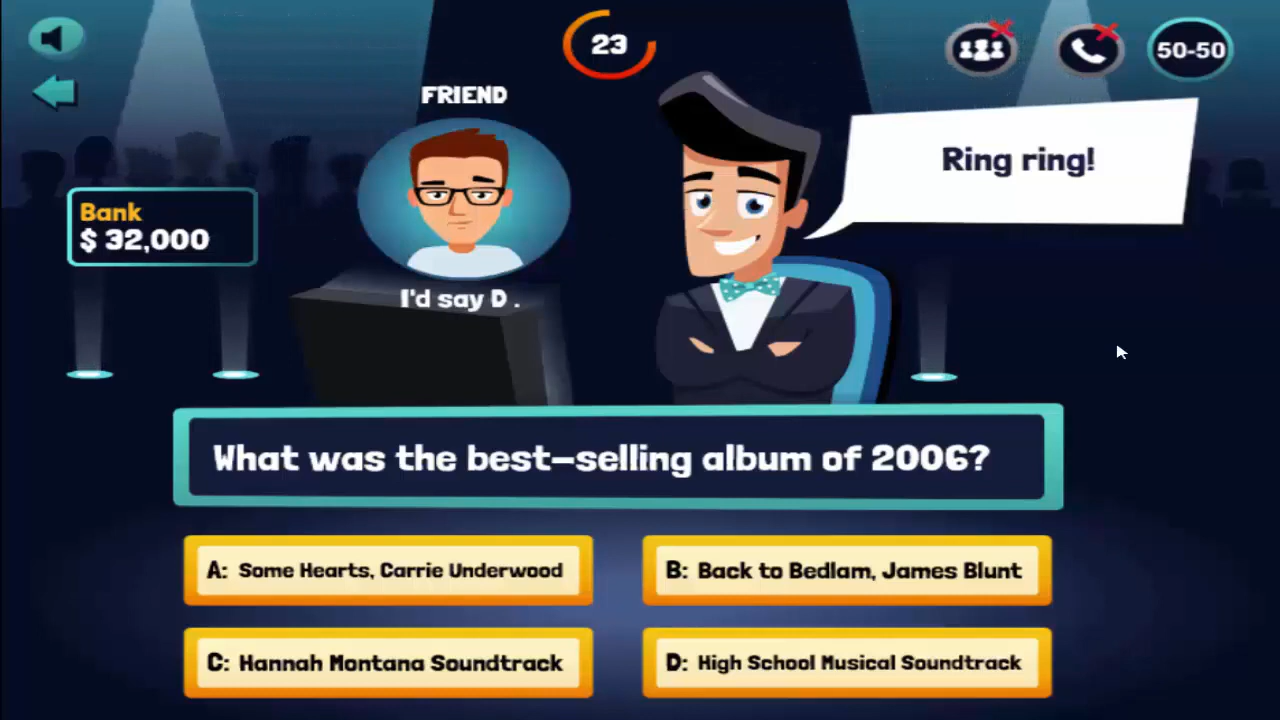 23
50-50
FRIEND
Ring ring!
Bank
$ 32,000
I'd say D .
What was the best-selling album of 2006?
A: Some Hearts, Carrie Underwood
B: Back to Bedlam, James Blunt
C: Hannah Montana Soundtrack
D: High School Musical Soundtrack